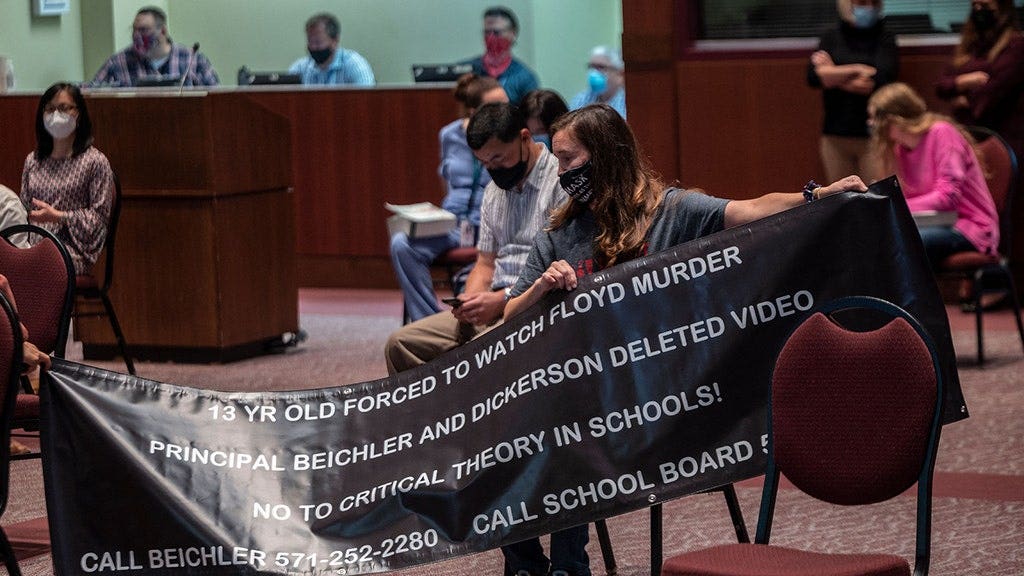 13 YR OLD FORCED TO WATCH FLOYD MURDER
PRINCIPAL BEICHLER AND DICKERSON DELETED VIDEO
NO TO CRITICAL THEORY IN SCHOOLS!
CALL BEICHLER 571-252-2280 CALL SCHOOL BOARD 5